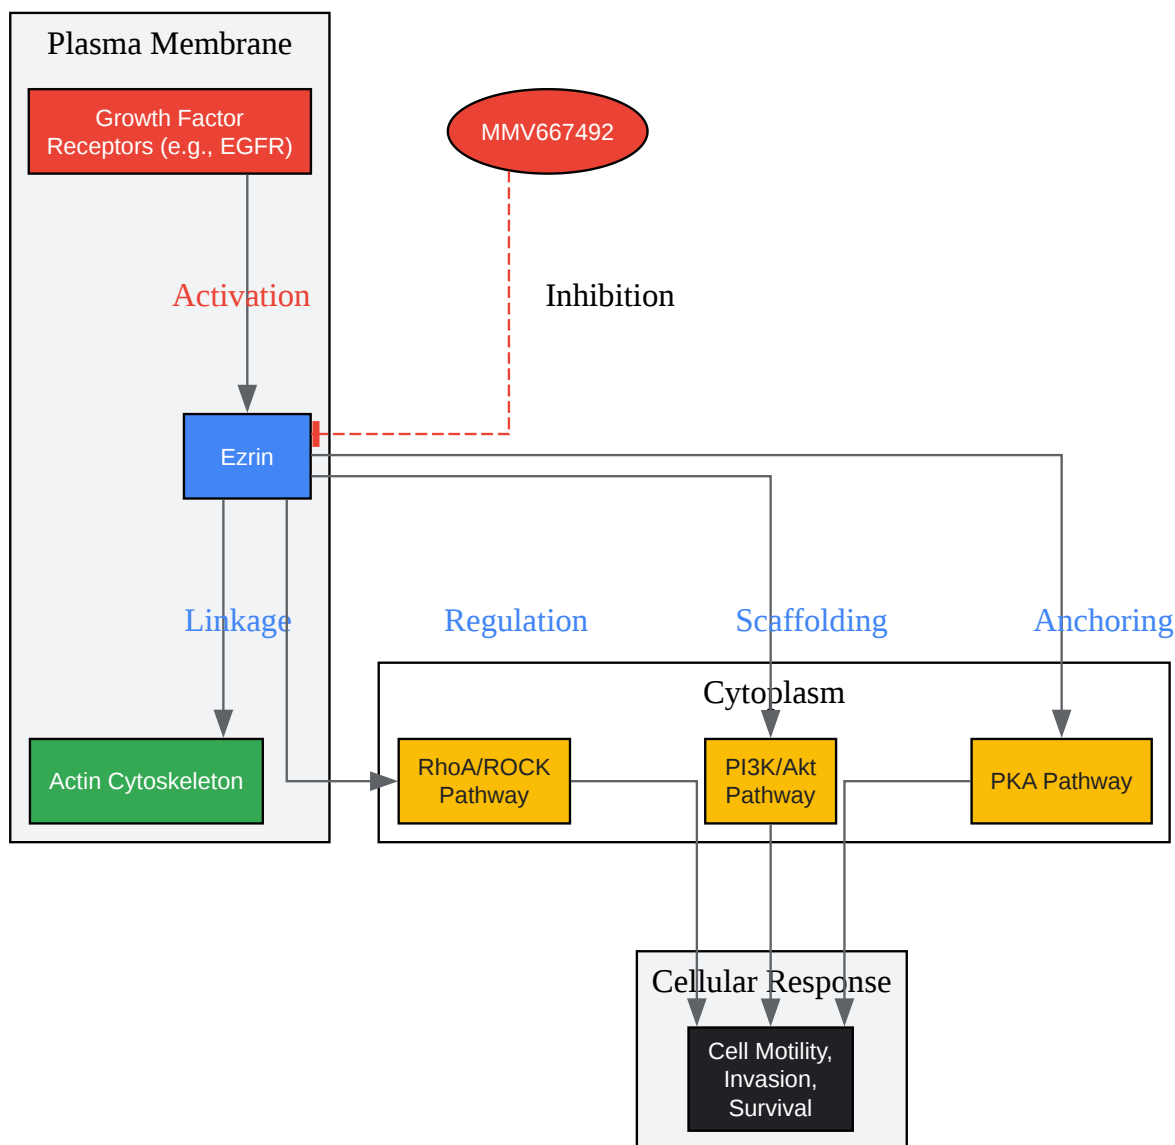 Plasma Membrane
Growth Factor
Receptors (e.g., EGFR)
MMV667492
Activation
Inhibition
Ezrin
Linkage
Regulation
Scaffolding
Anchoring
Cytoplasm
Actin Cytoskeleton
RhoA/ROCK
Pathway
PI3K/Akt
Pathway
PKA Pathway
Cellular Response
Cell Motility,
Invasion,
Survival